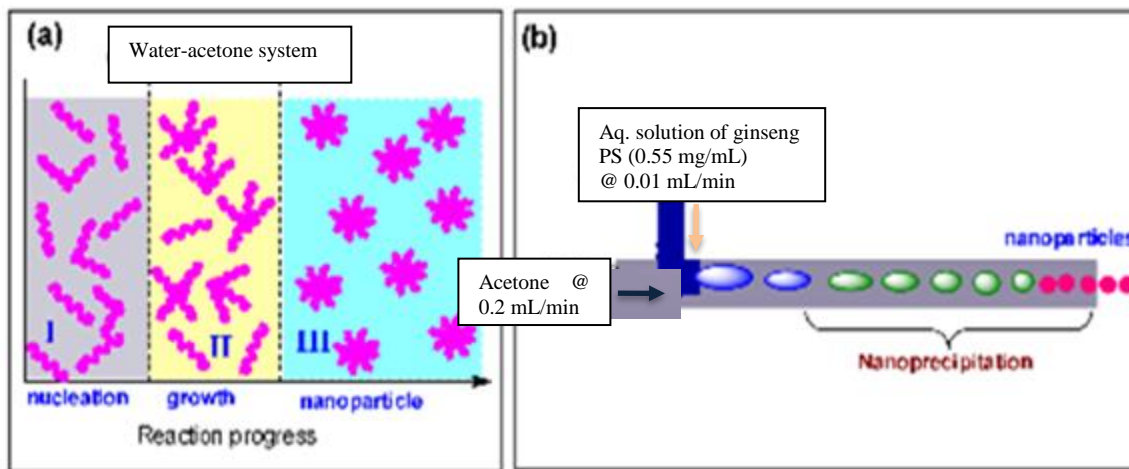 (a)
Water-acetone system
I
II
III
nucleation
growth
nanoparticle
Reaction progress
(b)
Aq. solution of ginseng
PS (0.55 mg/mL)
@ 0.01 mL/min
Acetone @
0.2 mL/min
nanoparticles
Nanoprecipitation